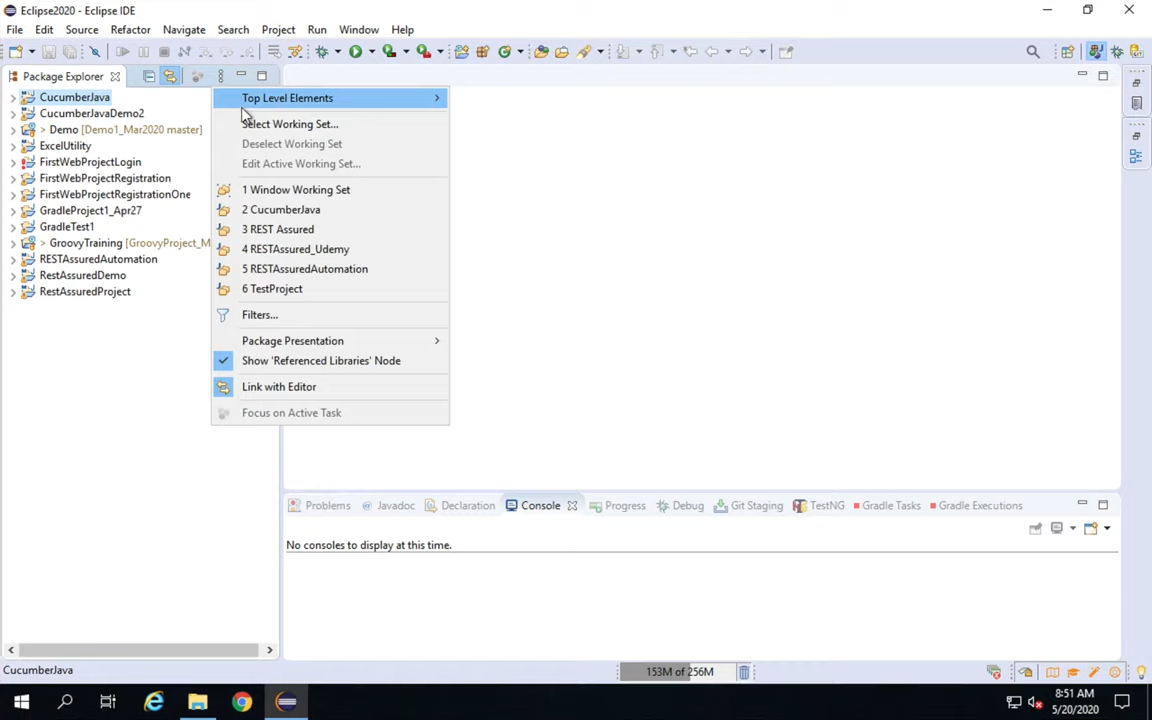 Eclipse2020 - Eclipse IDE
File Edit Source Refactor Navigate Search Project Run Window Help
Package Explorer
CucumberJava
CucumberJavaDemo2
> Demo [Demo1_Mar2020 master]
ExcelUtility
FirstWebProjectLogin
FirstWebProjectRegistration
FirstWebProjectRegistrationOne
GradleProject1_Apr27
GradleTest1
> GroovyTraining [GroovyProject_M
RESTAssuredAutomation
RestAssuredDemo
RestAssuredProject
Top Level Elements
Select Working Set...
Deselect Working Set
Edit Active Working Set...
1 Window Working Set
2 CucumberJava
3 REST Assured
4 RESTAssured_Udemy
5 RESTAssuredAutomation
6 TestProject
Filters...
Package Presentation
Show 'Referenced Libraries' Node
Link with Editor
Focus on Active Task
Problems Javadoc Declaration Console Progress Debug Git Staging TestNG Gradle Tasks Gradle Executions
No consoles to display at this time.
CucumberJava
153M of 256M
8:51 AM
5/20/2020